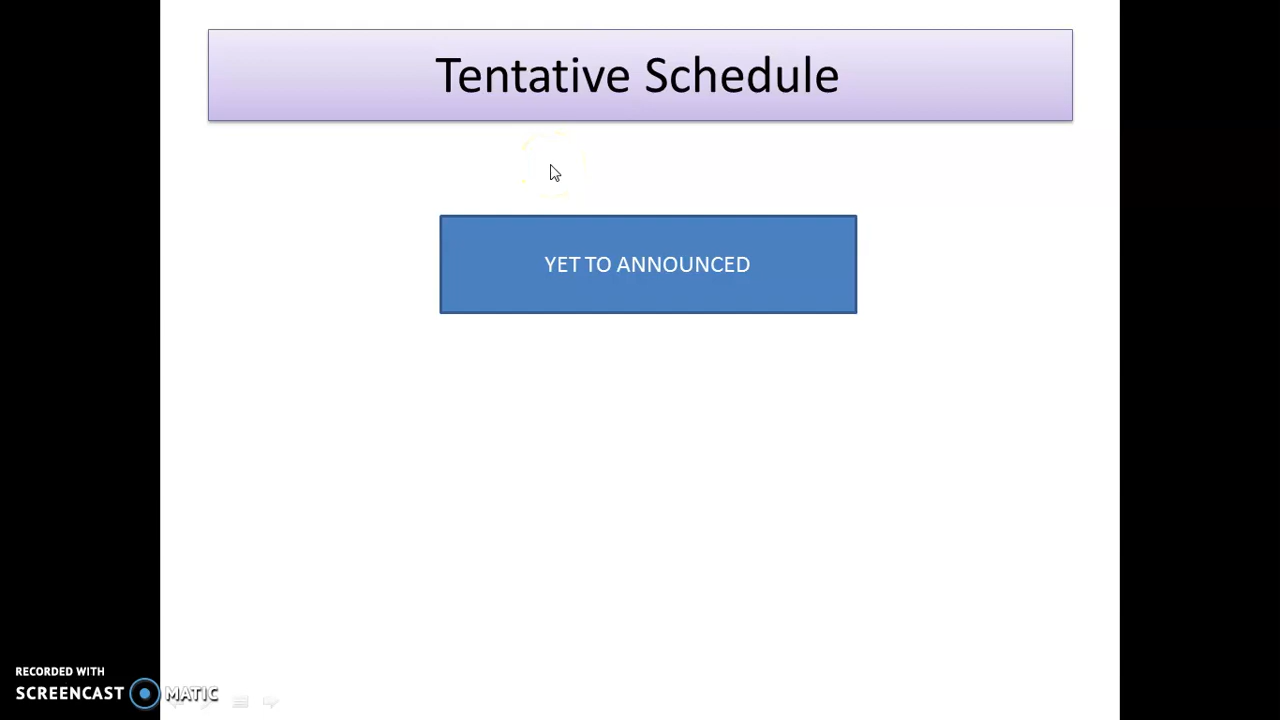 Tentative Schedule
YET TO ANNOUNCED
RECORDED WITH
SCREENCAST MATIC